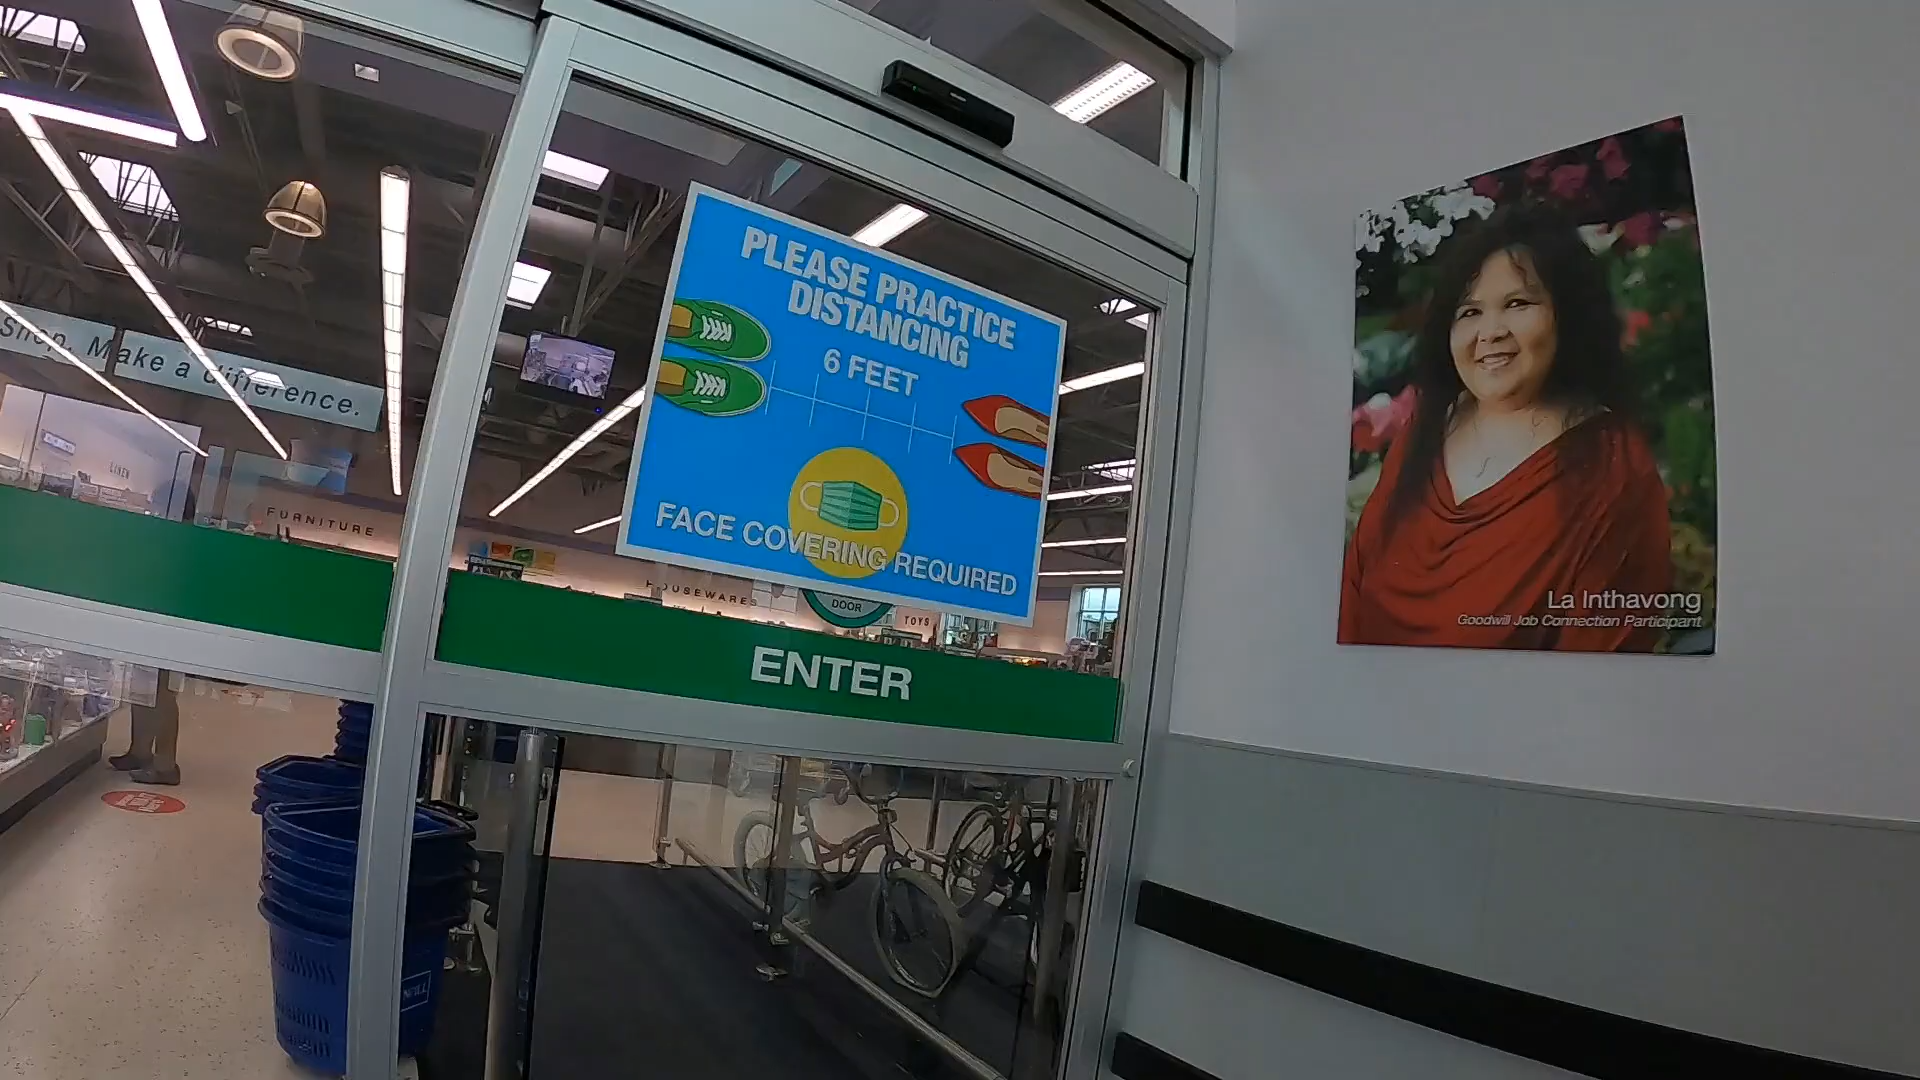 PLEASE PRACTICE
DISTANCING
6 FEET
FACE COVERING REQUIRED
Shop. Make a difference.
LINEN
FURNITURE
HOUSEWARES
DOOR
TOYS
ENTER
La Inthavong
Goodwill Job Connection Participant